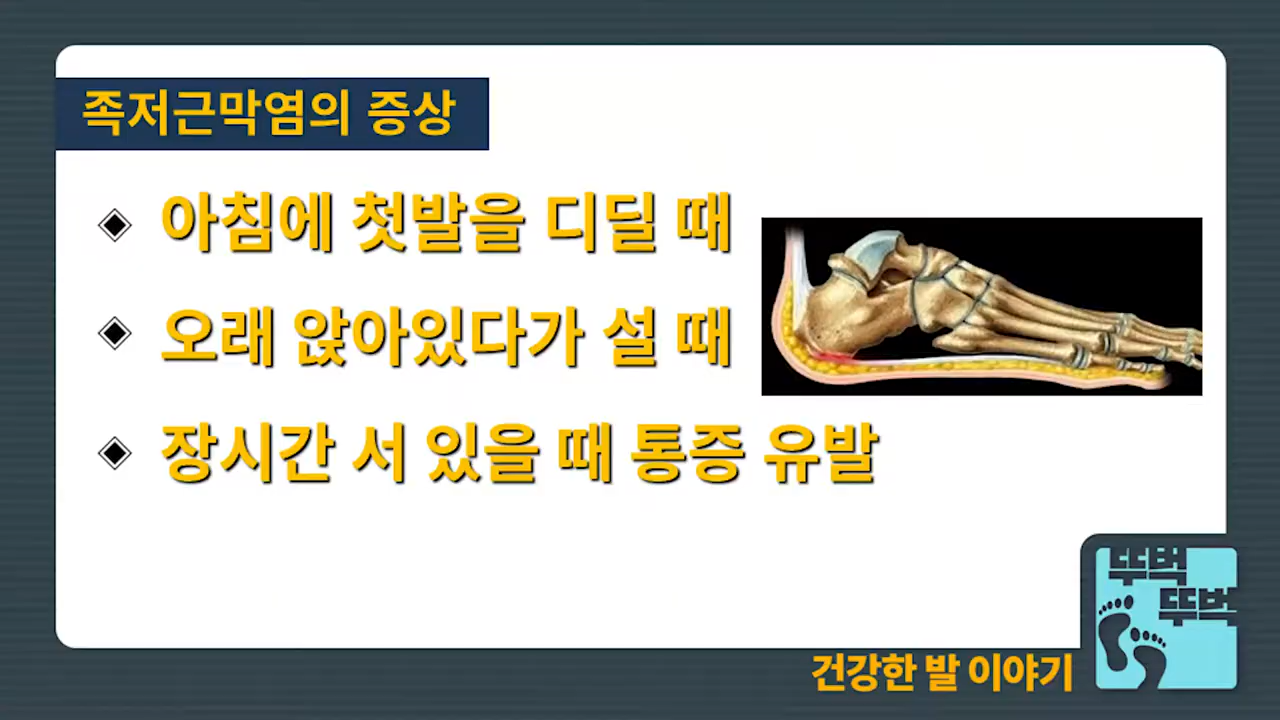 족저근막염의 증상
아침에 첫발을 디딜 때
오래 앉아있다가 설 때
장시간 서 있을 때 통증 유발
뚜벅
뚜벅
건강한 발 이야기